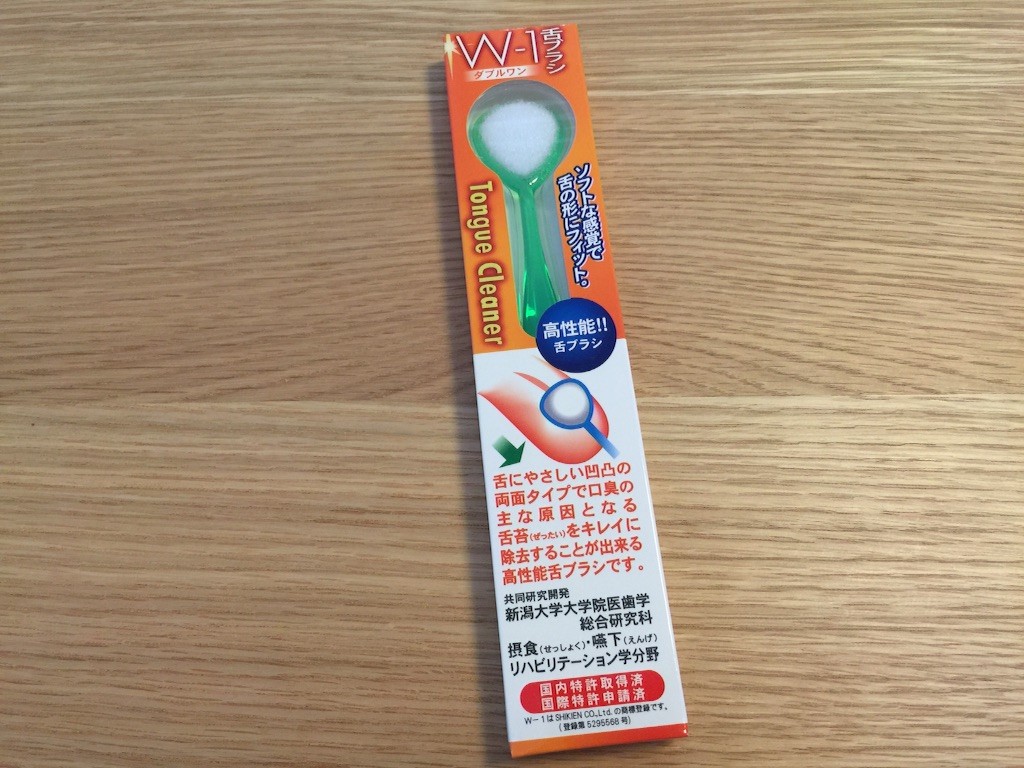 W-1
舌ブラシ
ダブルワン
Tongue Cleaner
ソフトな感覚で
舌の形にフィット。
高性能!!
舌ブラシ
舌にやさしい凹凸の
両面タイプで口臭の
主な原因となる
舌苔(ぜったい)をキレイに
除去することが出来る
高性能舌ブラシです。
共同研究開発
新潟大学大学院医歯学
総合研究科
摂食(せっしょく)・嚥下(えんげ)
リハビリテーション学分野
国内特許取得済
国際特許申請済
W-1はSHIKIEN CO.,Ltd.の商標登録です。
(登録第5295568号)